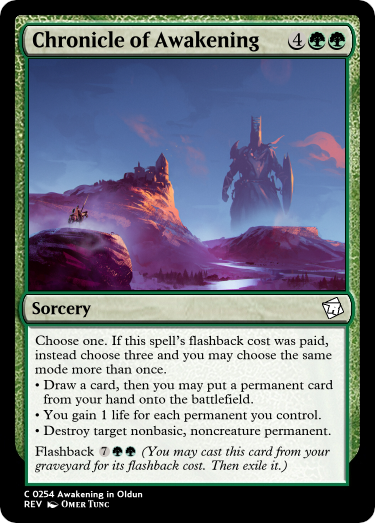 Chronicle of Awakening 4
Sorcery
Choose one. If this spell's flashback cost was paid,
instead choose three and you may choose the same
mode more than once.
• Draw a card, then you may put a permanent card
from your hand onto the battlefield.
• You gain 1 life for each permanent you control.
• Destroy target nonbasic, noncreature permanent.
Flashback 7 (You may cast this card from your
graveyard for its flashback cost. Then exile it.)
C 0254 Awakening in Oldun
REV Omer Tunc